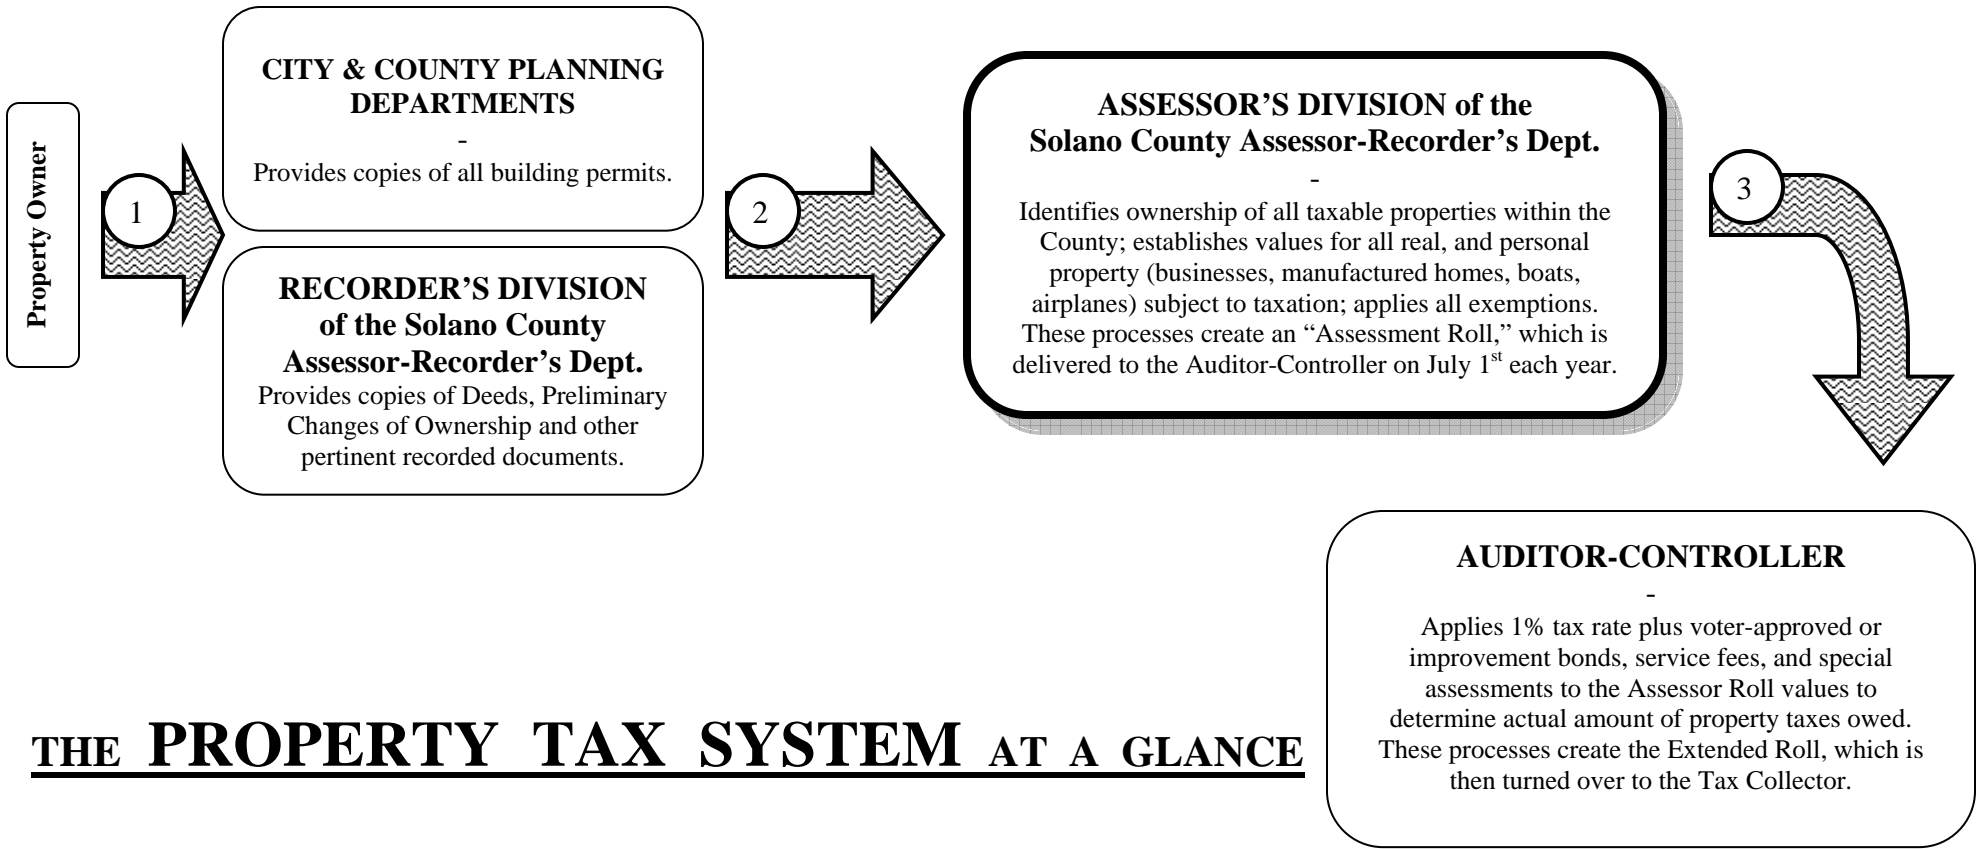 Property Owner
1
CITY & COUNTY PLANNING
DEPARTMENTS
-
Provides copies of all building permits.
RECORDER’S DIVISION
of the Solano County
Assessor-Recorder’s Dept.
Provides copies of Deeds, Preliminary
Changes of Ownership and other
pertinent recorded documents.
2
ASSESSOR’S DIVISION of the
Solano County Assessor-Recorder’s Dept.
-
Identifies ownership of all taxable properties within the
County; establishes values for all real, and personal
property (businesses, manufactured homes, boats,
airplanes) subject to taxation; applies all exemptions.
These processes create an “Assessment Roll,” which is
delivered to the Auditor-Controller on July 1st each year.
3
AUDITOR-CONTROLLER
-
Applies 1% tax rate plus voter-approved or
improvement bonds, service fees, and special
assessments to the Assessor Roll values to
determine actual amount of property taxes owed.
These processes create the Extended Roll, which is
then turned over to the Tax Collector.
THE PROPERTY TAX SYSTEM AT A GLANCE